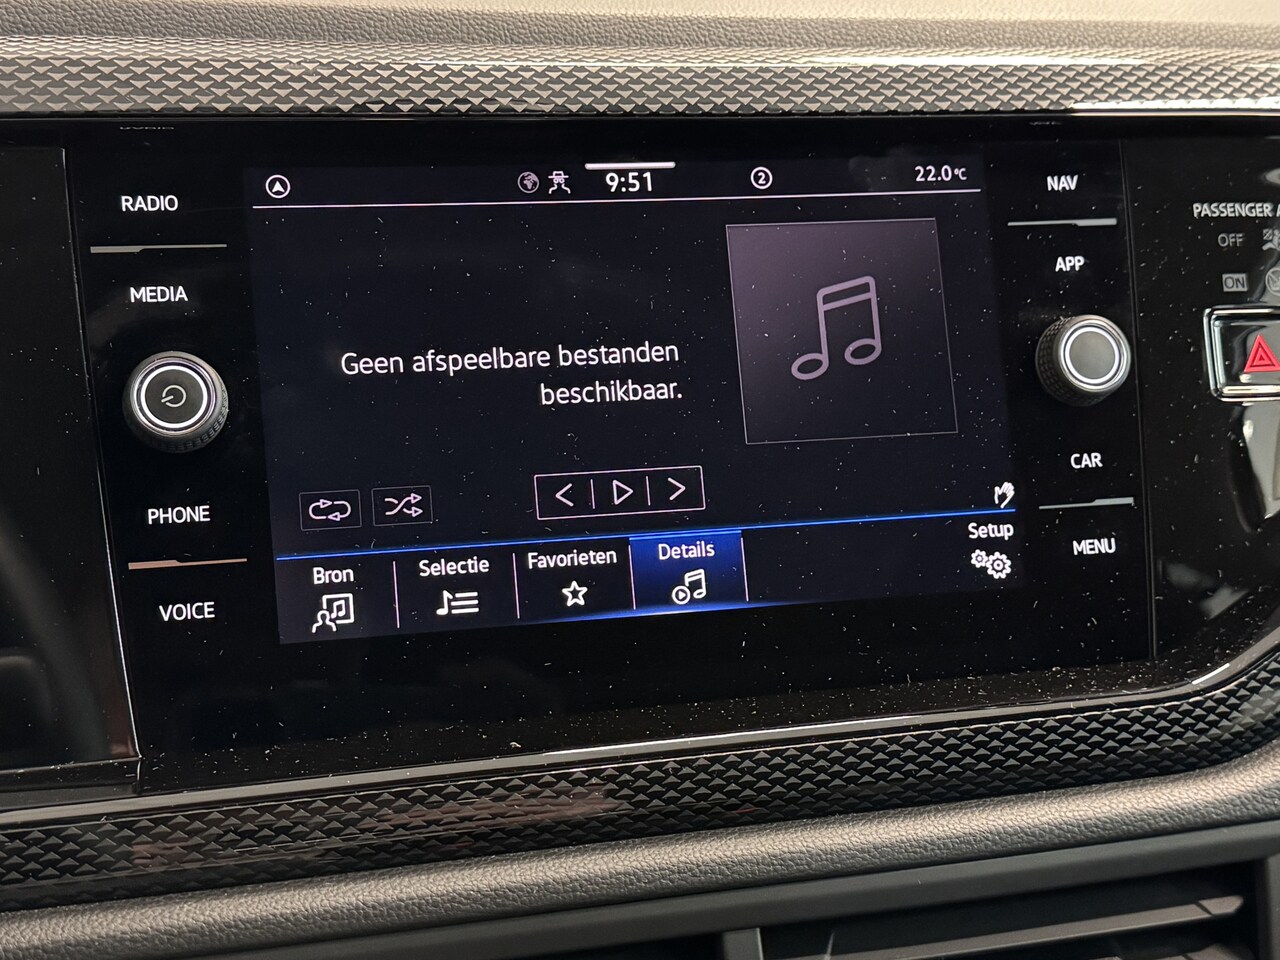 RADIO
MEDIA
PHONE
VOICE
9:51
2
22.0°C
Geen afspeelbare bestanden
beschikbaar.
Bron
Selectie
Favorieten
Details
Setup
NAV
APP
CAR
MENU
PASSENGER
OFF
ON